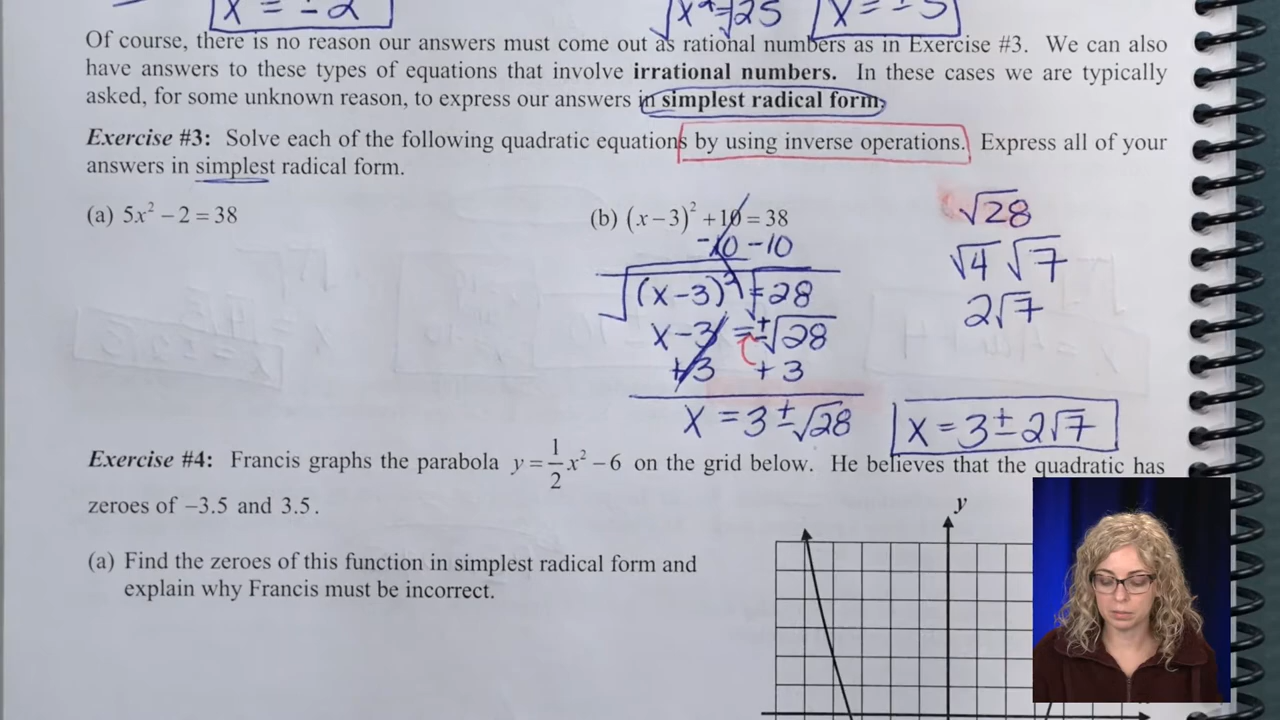 x = ±2
√x² = √25 x = ±5
Of course, there is no reason our answers must come out as rational numbers as in Exercise #3. We can also
have answers to these types of equations that involve irrational numbers. In these cases we are typically
asked, for some unknown reason, to express our answers in simplest radical form.
Exercise #3: Solve each of the following quadratic equations by using inverse operations. Express all of your
answers in simplest radical form.
(a) 5x² − 2 = 38
(b) (x − 3)² + 10 = 38
-10 -10
√(x-3)² = √28
x-3 = ±√28
+3 +3
x = 3 ± √28
√28
√4 √7
2√7
x = 3 ± 2√7
Exercise #4: Francis graphs the parabola y = 1/2 x² − 6 on the grid below. He believes that the quadratic has
zeroes of −3.5 and 3.5.
(a) Find the zeroes of this function in simplest radical form and
explain why Francis must be incorrect.
y